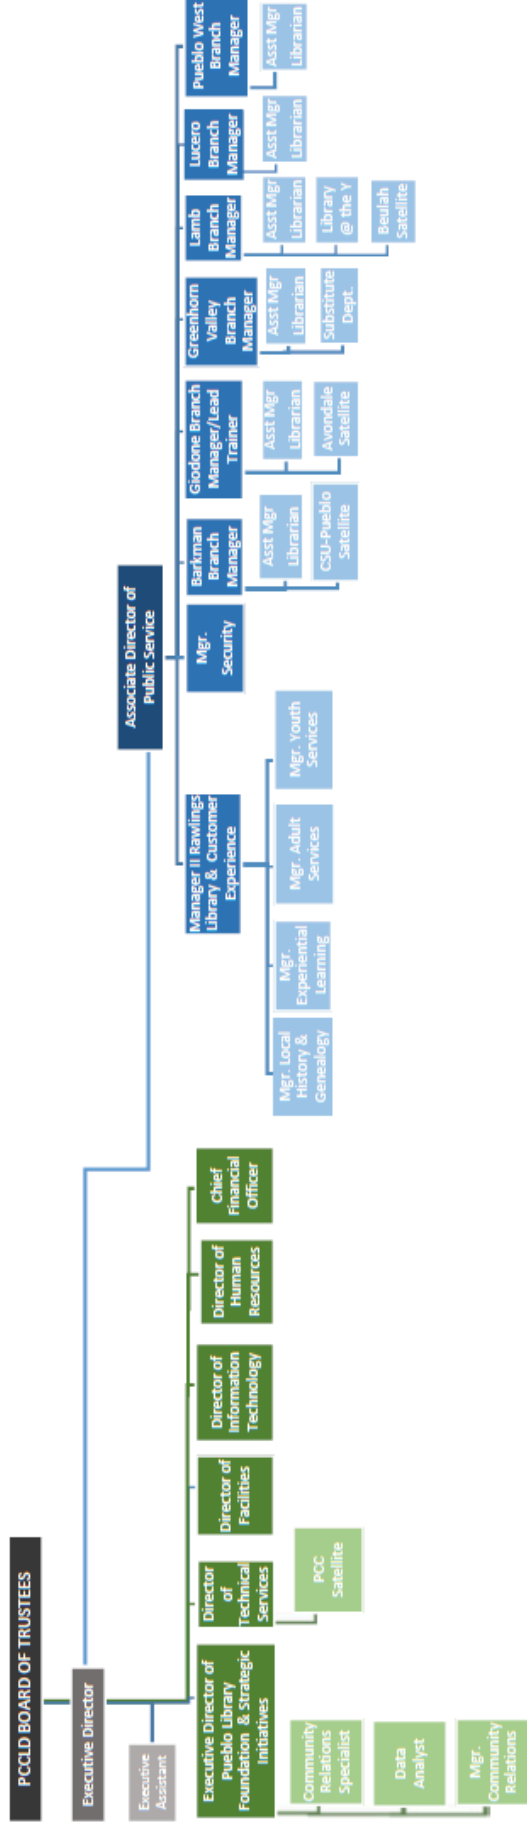 PCCLD BOARD OF TRUSTEES
Executive Director
Executive
Assistant
Executive Director of
Pueblo Library
Foundation & Strategic
Initiatives
Community
Relations
Specialist
Data
Analyst
Mgr.
Community
Relations
Director
of
Technical
Services
PCC
Satellite
Director of
Facilities
Director of
Information
Technology
Director of
Human
Resources
Chief
Financial
Officer
Associate Director of
Public Service
Manager II Rawlings
Library & Customer
Experience
Mgr. Local
History &
Genealogy
Mgr.
Experiential
Learning
Mgr. Adult
Services
Mgr. Youth
Services
Mgr.
Security
Barkman
Branch
Manager
Asst Mgr
Librarian
CSU-Pueblo
Satellite
Giodone Branch
Manager/Lead
Trainer
Asst Mgr
Librarian
Avondale
Satellite
Greenhorn
Valley
Branch
Manager
Asst Mgr
Librarian
Substitute
Dept.
Lamb
Branch
Manager
Asst Mgr
Librarian
Library
@ the Y
Beulah
Satellite
Lucero
Branch
Manager
Asst Mgr
Librarian
Pueblo West
Branch
Manager
Asst Mgr
Librarian